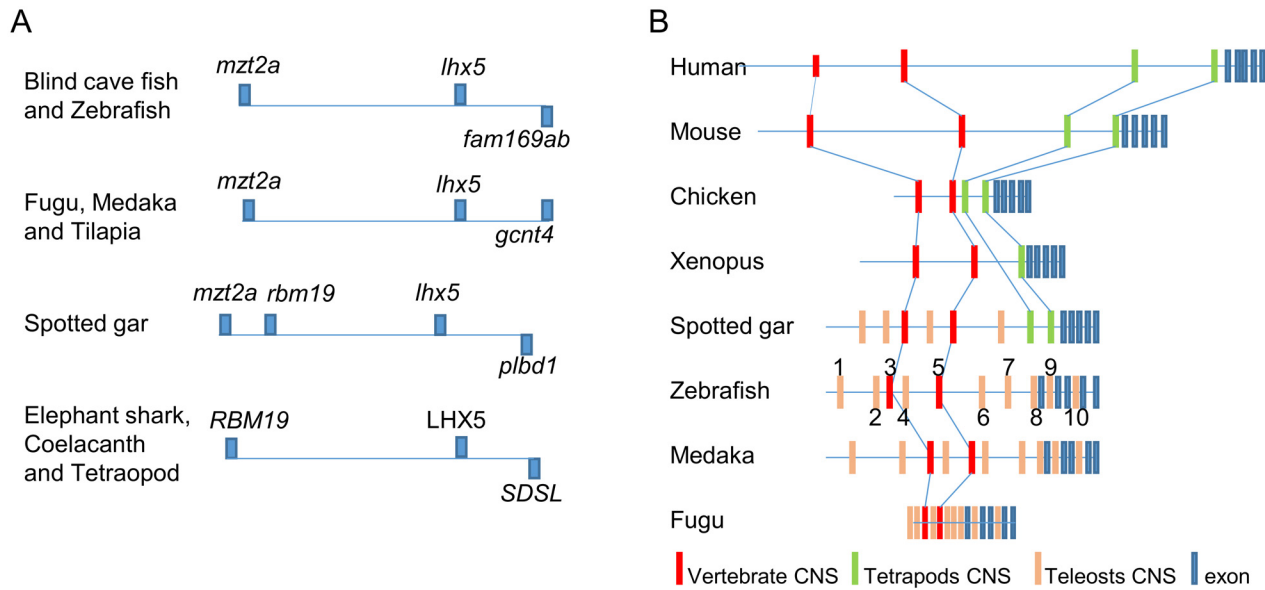 A
Blind cave fish
and Zebrafish
mzt2a
lhx5
fam169ab
Fugu, Medaka
and Tilapia
mzt2a
lhx5
gcnt4
Spotted gar
mzt2a
rbm19
lhx5
plbd1
Elephant shark,
Coelacanth
and Tetraopod
RBM19
LHX5
SDSL
B
Human
Mouse
Chicken
Xenopus
Spotted gar
1 3 5 7 9
Zebrafish
2 4 6 8 10
Medaka
Fugu
Vertebrate CNS Tetrapods CNS Teleosts CNS exon